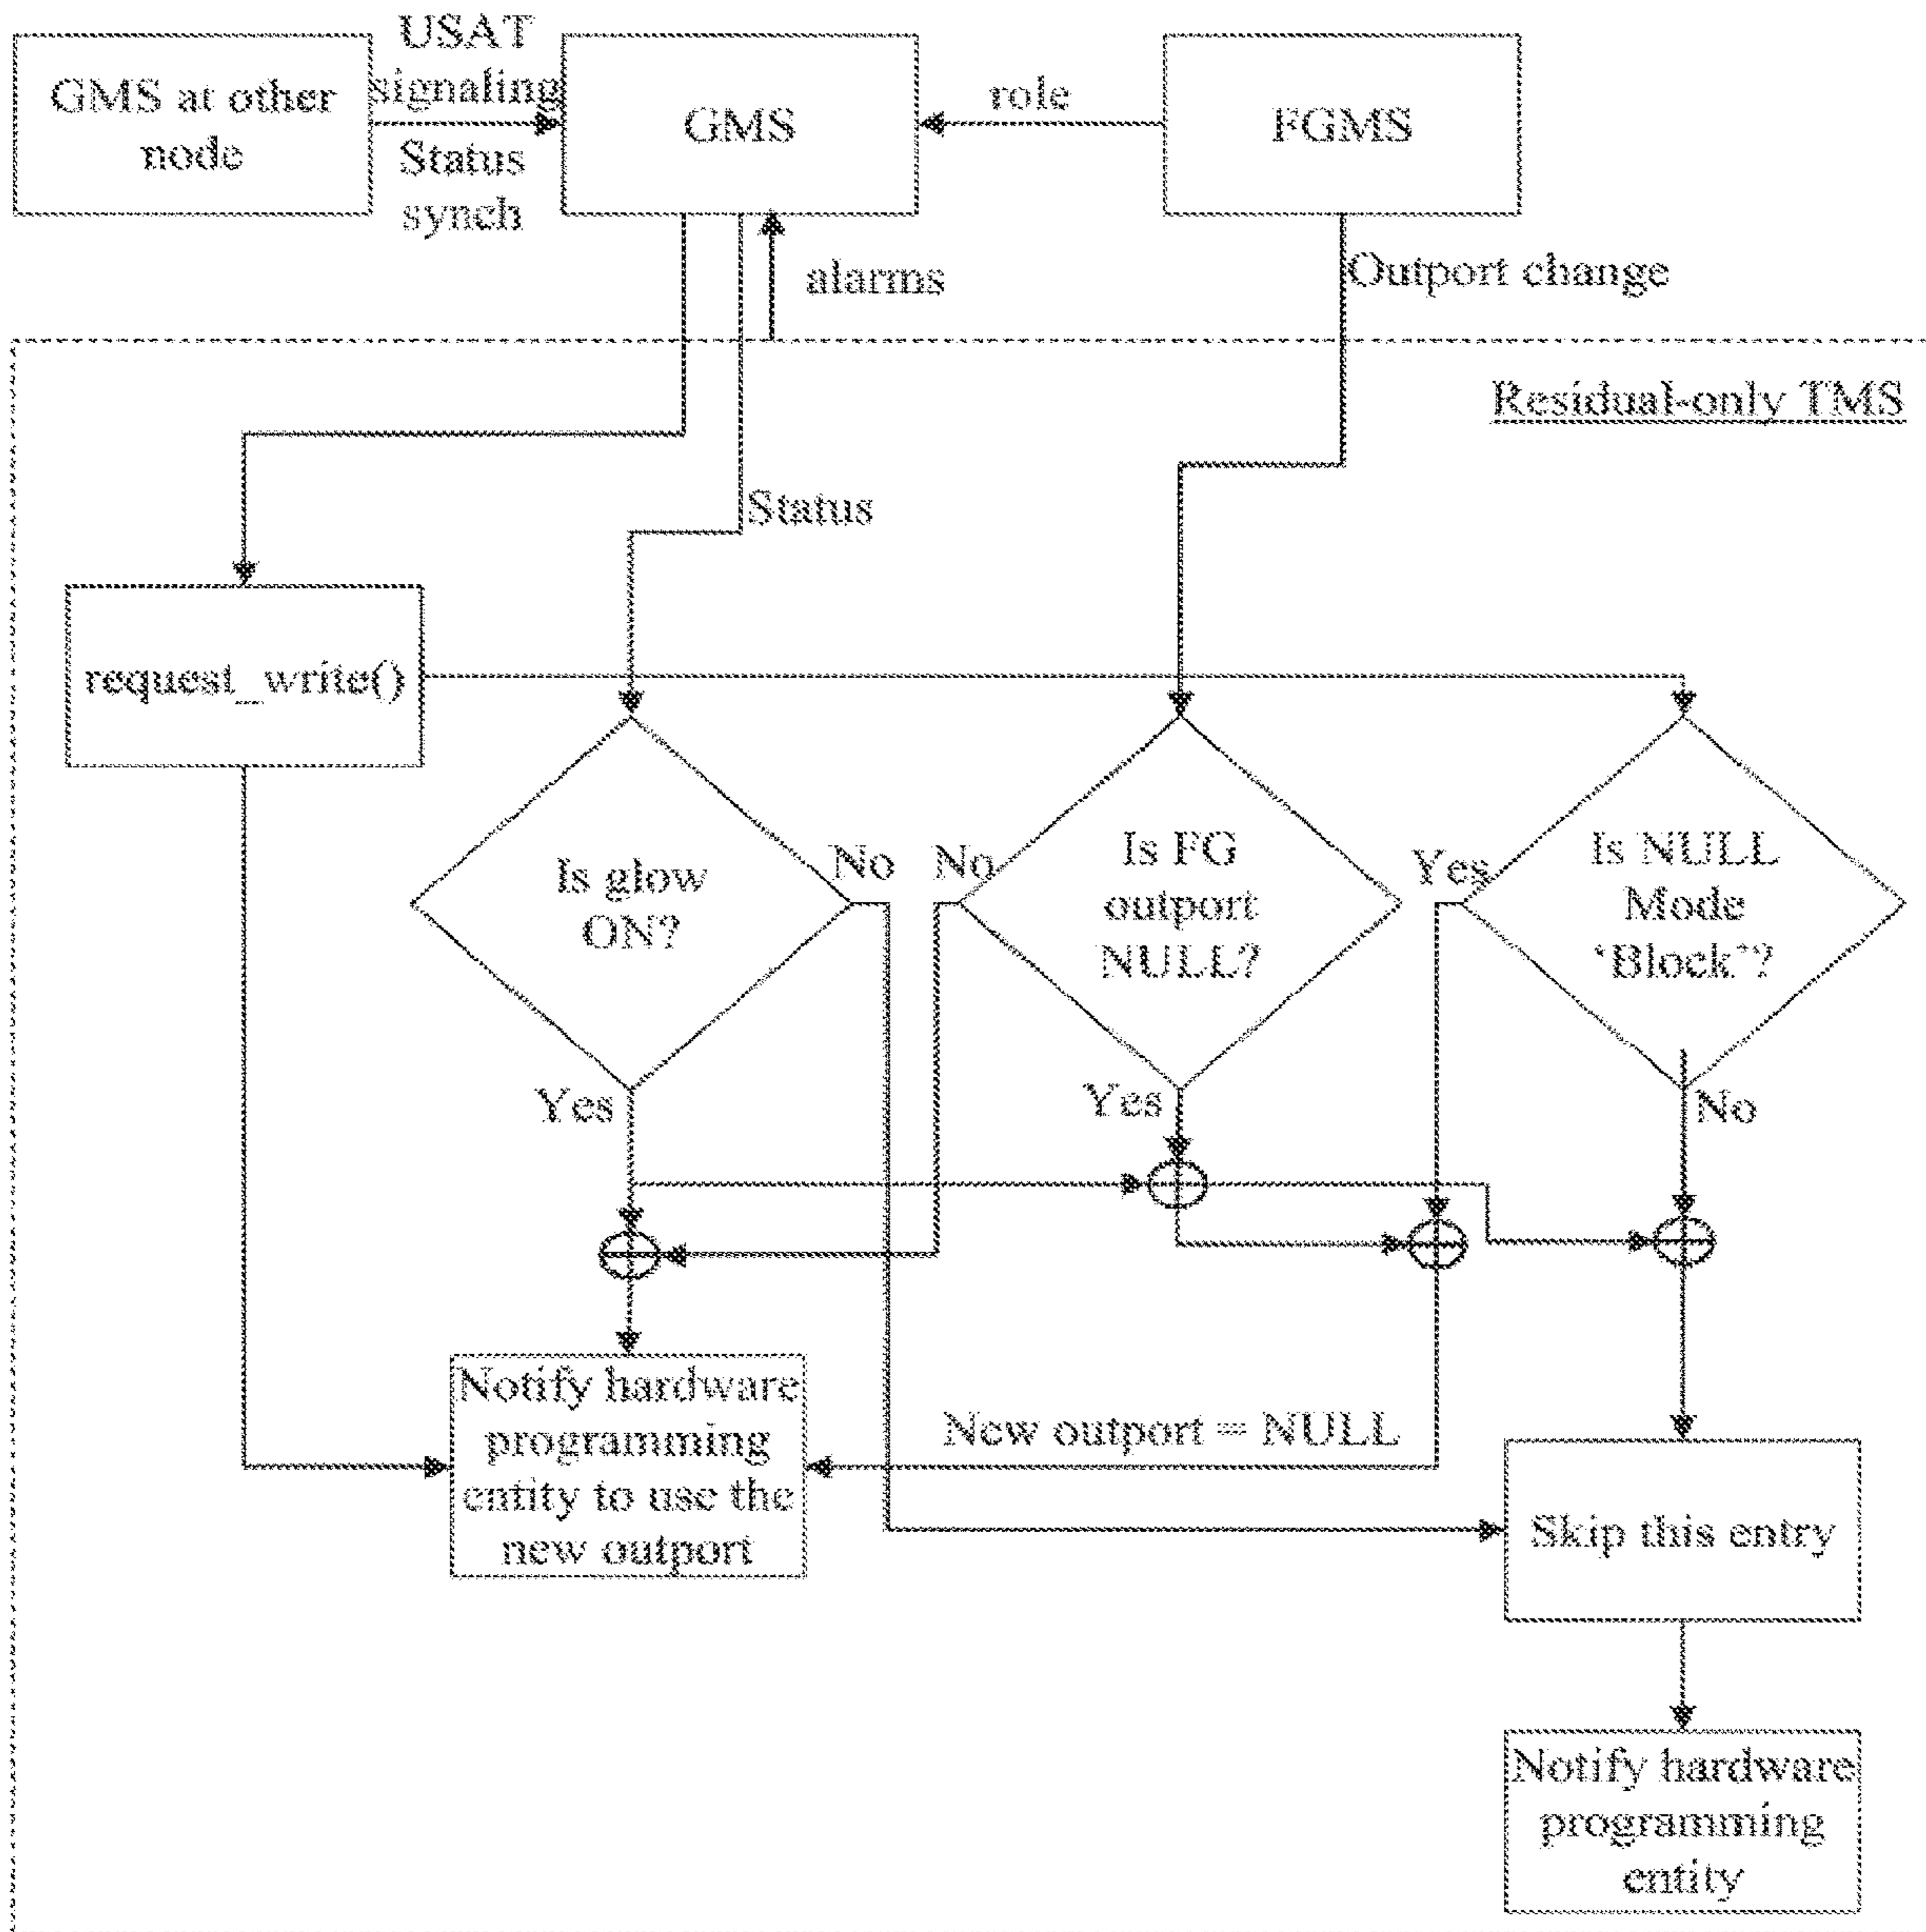 USAT
signaling
Status
synch
GMS at other
node
GMS
role
FGMS
alarms
Outport change
Residual-only TMS
Status
request_write()
Is glow
ON?
No
No
Is FG
outport
NULL?
Yes
Is NULL
Mode
‘Block’?
Yes
Yes
No
Notify hardware
programming
entity to use the
new outport
New outport = NULL
Skip this entry
Notify hardware
programming
entity